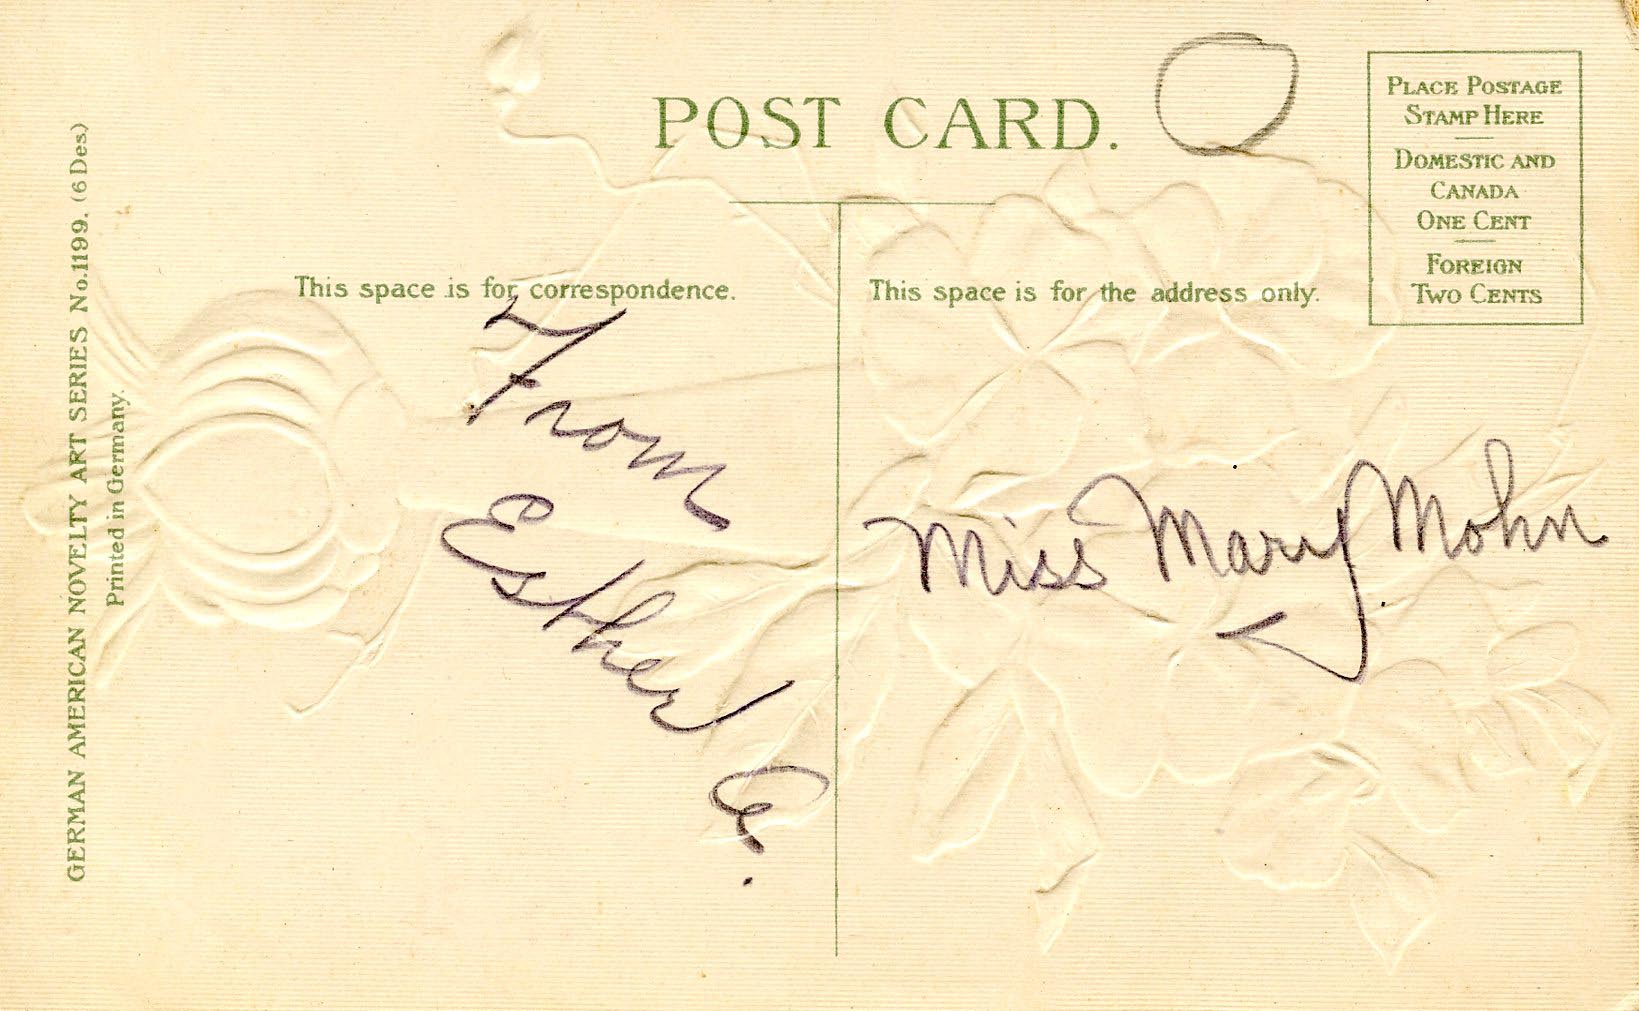 POST CARD.
PLACE POSTAGE
STAMP HERE
DOMESTIC AND
CANADA
ONE CENT
FOREIGN
TWO CENTS
This space is for correspondence.
This space is for the address only.
From
Esther
Miss Mary Mohn
GERMAN AMERICAN NOVELTY ART SERIES No. 1199. (6 Des.)
Printed in Germany.